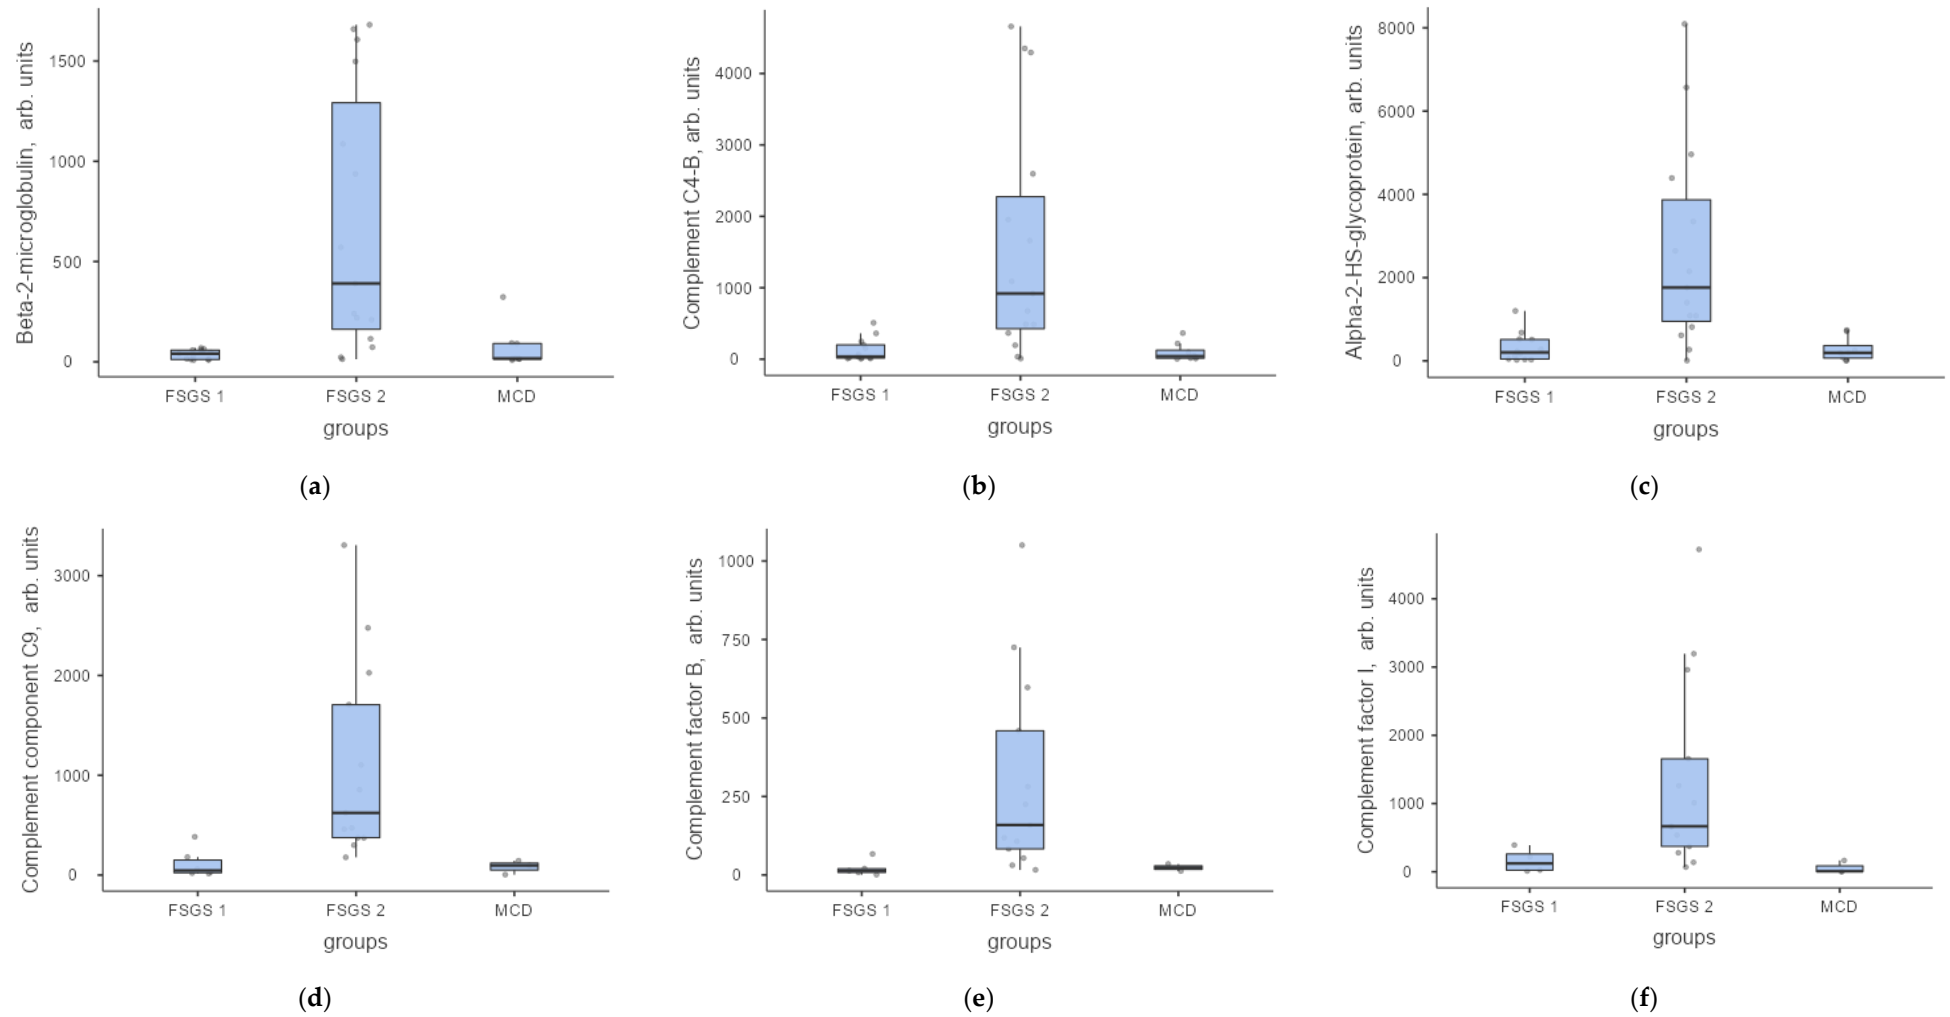 Beta-2-microglobulin, arb. units
1500
1000
500
0
FSGS 1 FSGS 2 MCD
groups
(a)
Complement C4-B, arb. units
4000
3000
2000
1000
0
FSGS 1 FSGS 2 MCD
groups
(b)
Alpha-2-HS-glycoprotein, arb. units
8000
6000
4000
2000
0
FSGS 1 FSGS 2 MCD
groups
(c)
Complement component C9, arb. units
3000
2000
1000
0
FSGS 1 FSGS 2 MCD
groups
(d)
Complement factor B, arb. units
1000
750
500
250
0
FSGS 1 FSGS 2 MCD
groups
(e)
Complement factor I, arb. units
4000
3000
2000
1000
0
FSGS 1 FSGS 2 MCD
groups
(f)